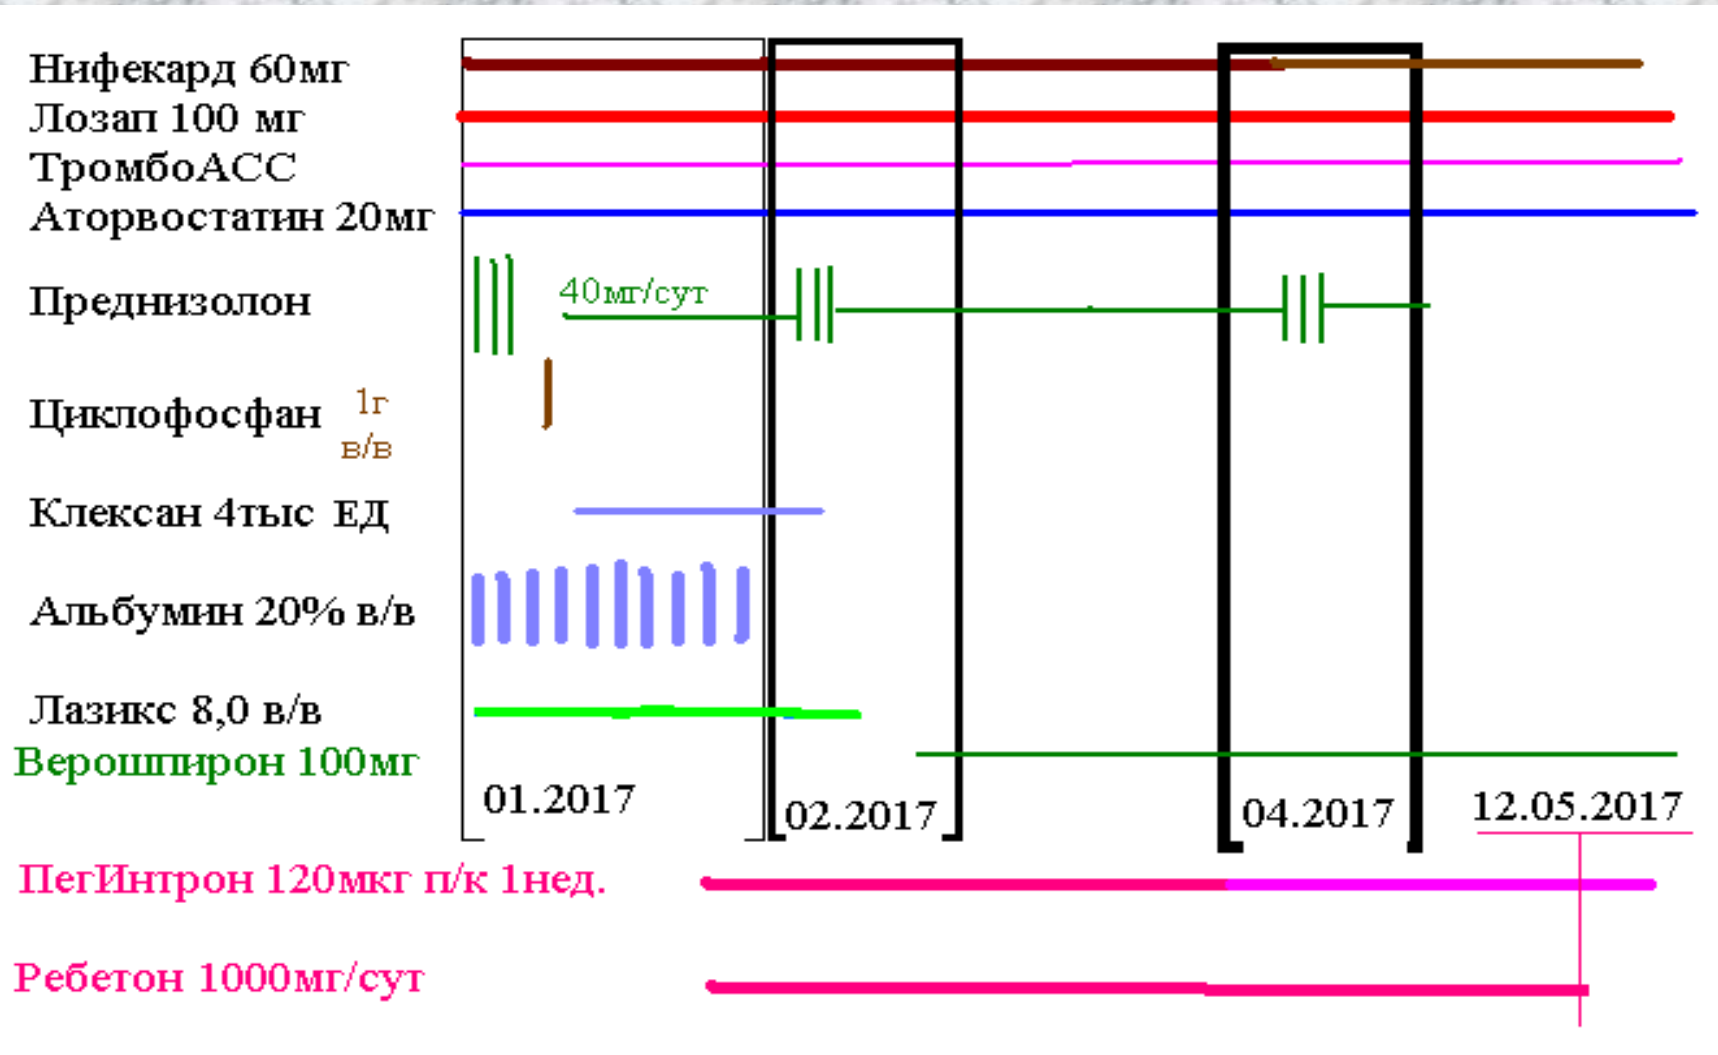 Нифекард 60мг
Лозап 100 мг
ТромбоАСС
Аторвостатин 20мг
Преднизолон
40мг/сут
Циклофосфан 1г
в/в
Клексан 4тыс ЕД
Альбумин 20% в/в
Лазикс 8,0 в/в
Верошпирон 100мг
01.2017
02.2017
04.2017
12.05.2017
ПегИнтрон 120мкг п/к 1нед.
Ребетон 1000мг/сут